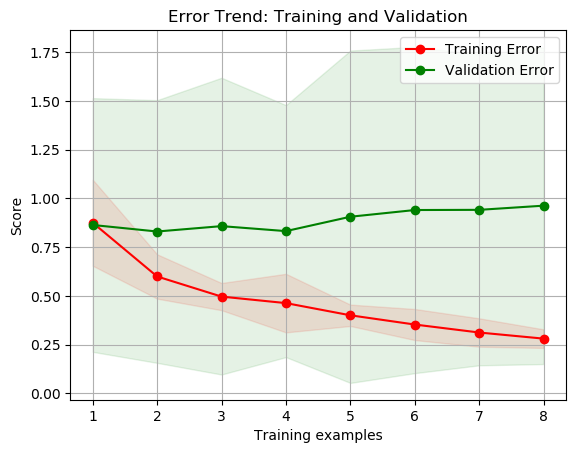 Error Trend: Training and Validation
Training Error
Validation Error
1.75
1.50
1.25
1.00
0.75
0.50
0.25
0.00
Score
1 2 3 4 5 6 7 8
Training examples